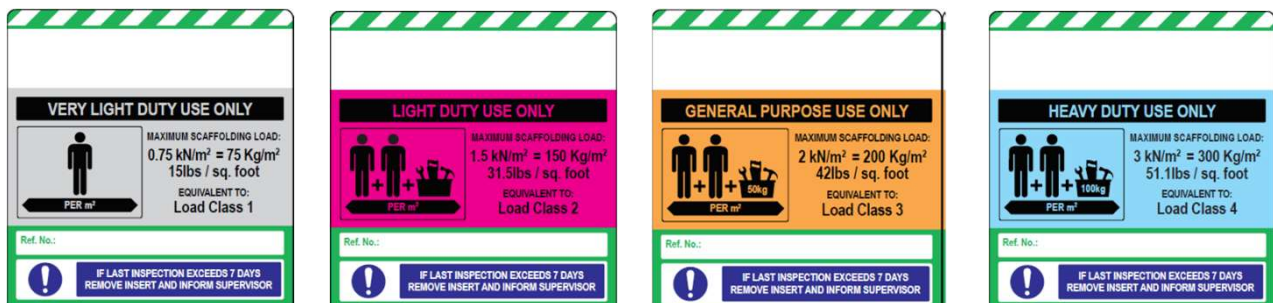 VERY LIGHT DUTY USE ONLY
MAXIMUM SCAFFOLDING LOAD:
0.75 kN/m² = 75 Kg/m²
15lbs / sq. foot
EQUIVALENT TO:
Load Class 1
PER m²
Ref. No.:
IF LAST INSPECTION EXCEEDS 7 DAYS
REMOVE INSERT AND INFORM SUPERVISOR
LIGHT DUTY USE ONLY
MAXIMUM SCAFFOLDING LOAD:
1.5 kN/m² = 150 Kg/m²
31.5lbs / sq. foot
EQUIVALENT TO:
Load Class 2
PER m²
Ref. No.:
IF LAST INSPECTION EXCEEDS 7 DAYS
REMOVE INSERT AND INFORM SUPERVISOR
GENERAL PURPOSE USE ONLY
MAXIMUM SCAFFOLDING LOAD:
2 kN/m² = 200 Kg/m²
42lbs / sq. foot
50kg
EQUIVALENT TO:
Load Class 3
PER m²
Ref. No.:
IF LAST INSPECTION EXCEEDS 7 DAYS
REMOVE INSERT AND INFORM SUPERVISOR
HEAVY DUTY USE ONLY
MAXIMUM SCAFFOLDING LOAD:
3 kN/m² = 300 Kg/m²
51.1lbs / sq. foot
100kg
EQUIVALENT TO:
Load Class 4
PER m²
Ref. No.:
IF LAST INSPECTION EXCEEDS 7 DAYS
REMOVE INSERT AND INFORM SUPERVISOR